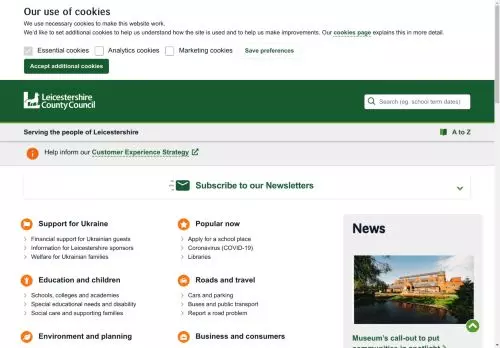 Our use of cookies
We use necessary cookies to make this website work.
We'd like to set additional cookies to help us understand how the site is used and to help us make improvements. Our cookies page explains this in more detail.
Essential cookies Analytics cookies Marketing cookies Save preferences
Accept additional cookies
Leicestershire
County Council
Search (eg. school term dates)
Serving the people of Leicestershire
A to Z
Help inform our Customer Experience Strategy
Subscribe to our Newsletters
Support for Ukraine
Financial support for Ukrainian guests
Information for Leicestershire sponsors
Welfare for Ukrainian families
Popular now
Apply for a school place
Coronavirus (COVID-19)
Libraries
Education and children
Schools, colleges and academies
Special educational needs and disability
Social care and supporting families
Roads and travel
Cars and parking
Buses and public transport
Report a road problem
Environment and planning
Business and consumers
News
Museum's call-out to put
communities in spotlight